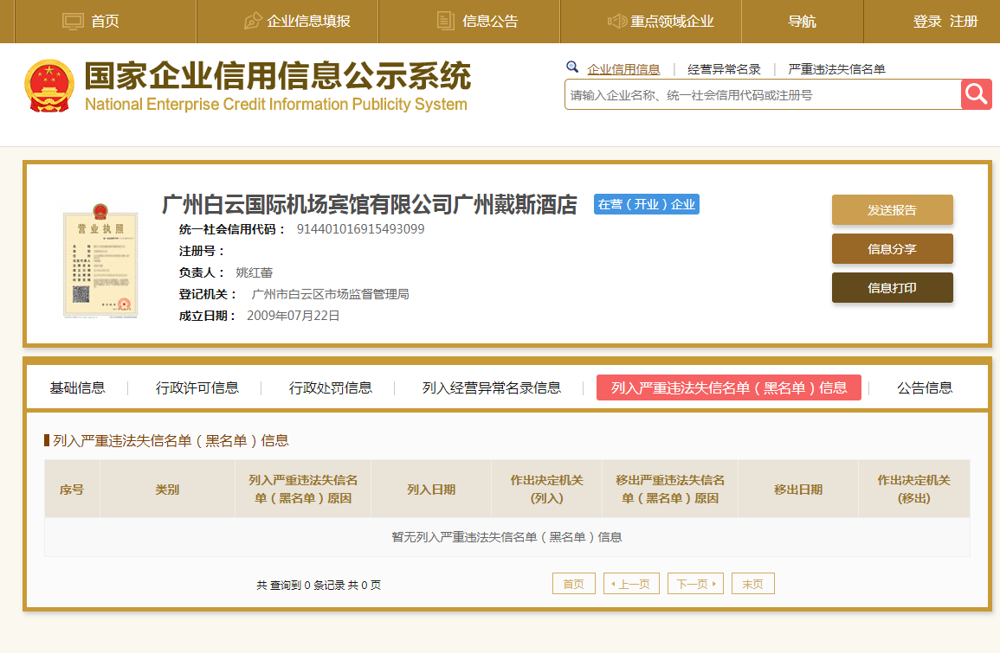 首页 企业信息填报 信息公告 重点领域企业 导航 登录 注册
国家企业信用信息公示系统
National Enterprise Credit Information Publicity System
企业信用信息 | 经营异常名录 | 严重违法失信名单
请输入企业名称、统一社会信用代码或注册号
营业执照
广州白云国际机场宾馆有限公司广州戴斯酒店 在营（开业）企业
统一社会信用代码： 914401016915493099
注册号：
负责人： 姚红蕾
登记机关： 广州市白云区市场监督管理局
成立日期： 2009年07月22日
发送报告
信息分享
信息打印
基础信息 行政许可信息 行政处罚信息 列入经营异常名录信息 列入严重违法失信名单（黑名单）信息 公告信息
列入严重违法失信名单（黑名单）信息
序号 类别 列入严重违法失信名单（黑名单）原因 列入日期 作出决定机关(列入) 移出严重违法失信名单（黑名单）原因 移出日期 作出决定机关(移出)
暂无列入严重违法失信名单（黑名单）信息
共 查询到 0 条记录 共 0 页 首页 上一页 下一页 末页